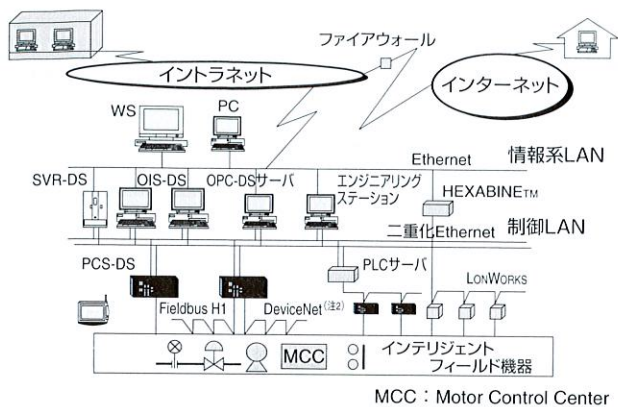 ファイアウォール
イントラネット
インターネット
WS
PC
Ethernet
情報系LAN
SVR-DS
OIS-DS
OPC-DSサーバ
エンジニアリング
ステーション
HEXABINE™
二重化Ethernet
制御LAN
PCS-DS
PLCサーバ
LONWORKS
Fieldbus H1
DeviceNet(注2)
MCC
インテリジェント
フィールド機器
MCC：Motor Control Center